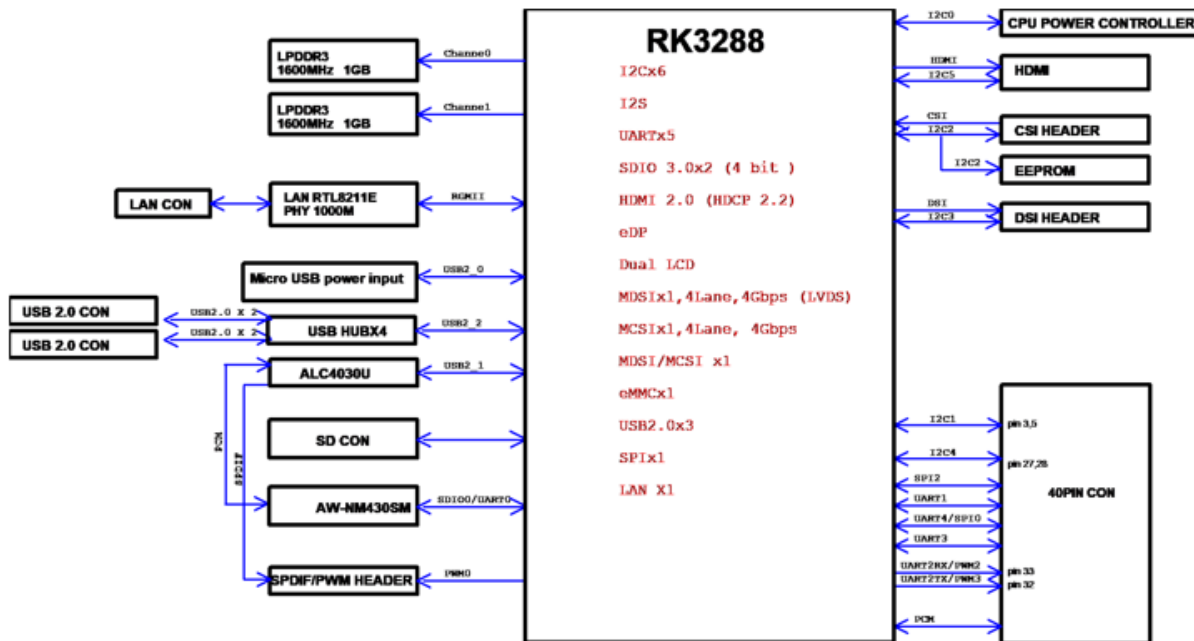 RK3288
I2Cx6
I2S
UARTx5
SDIO 3.0x2 (4 bit )
HDMI 2.0 (HDCP 2.2)
eDP
Dual LCD
MDSIx1,4Lane,4Gbps (LVDS)
MCSIx1,4Lane, 4Gbps
MDSI/MCSI x1
eMMCx1
USB2.0x3
SPIx1
LAN X1
LPDDR3
1600MHz 1GB
Channe0
LPDDR3
1600MHz 1GB
Channe1
LAN CON
LAN RTL8211E
PHY 1000M
RGMII
Micro USB power input
USB2_0
USB 2.0 CON
USB2.0 X 2
USB HUBX4
USB2_2
USB 2.0 CON
USB2.0 X 2
ALC4030U
USB2_1
PCM
SPDIF
SD CON
AW-NM430SM
SDIO0/UART0
SPDIF/PWM HEADER
PWM0
I2C0
CPU POWER CONTROLLER
HDMI
I2C5
HDMI
CSI
I2C2
CSI HEADER
I2C2
EEPROM
DSI
I2C3
DSI HEADER
I2C1
pin 3,5
I2C4
pin 27,28
SPI2
40PIN CON
UART1
UART4/SPI0
UART3
UART2RX/PWM2
pin 33
UART2TX/PWM3
pin 32
PCM